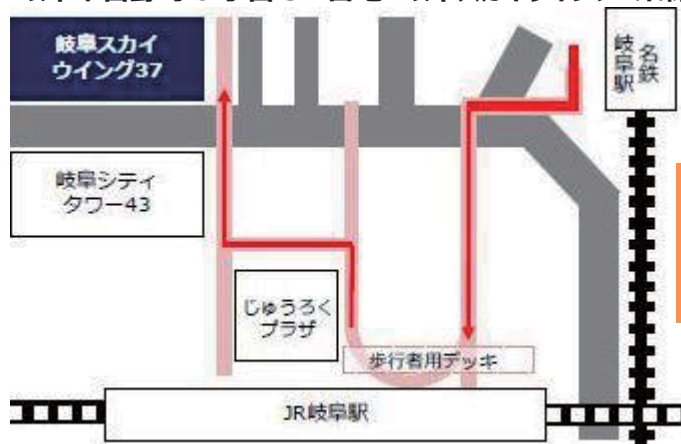 岐阜スカイ
ウイング37
名鉄
岐阜駅
岐阜シティ
タワー43
じゅうろく
プラザ
歩行者用デッキ
JR岐阜駅